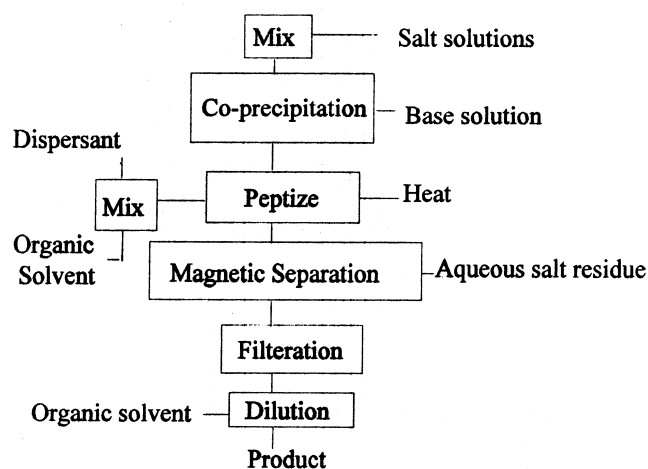 Mix
Salt solutions
Co-precipitation
Base solution
Dispersant
Mix
Peptize
Heat
Organic
Solvent
Magnetic Separation
Aqueous salt residue
Filteration
Organic solvent
Dilution
Product